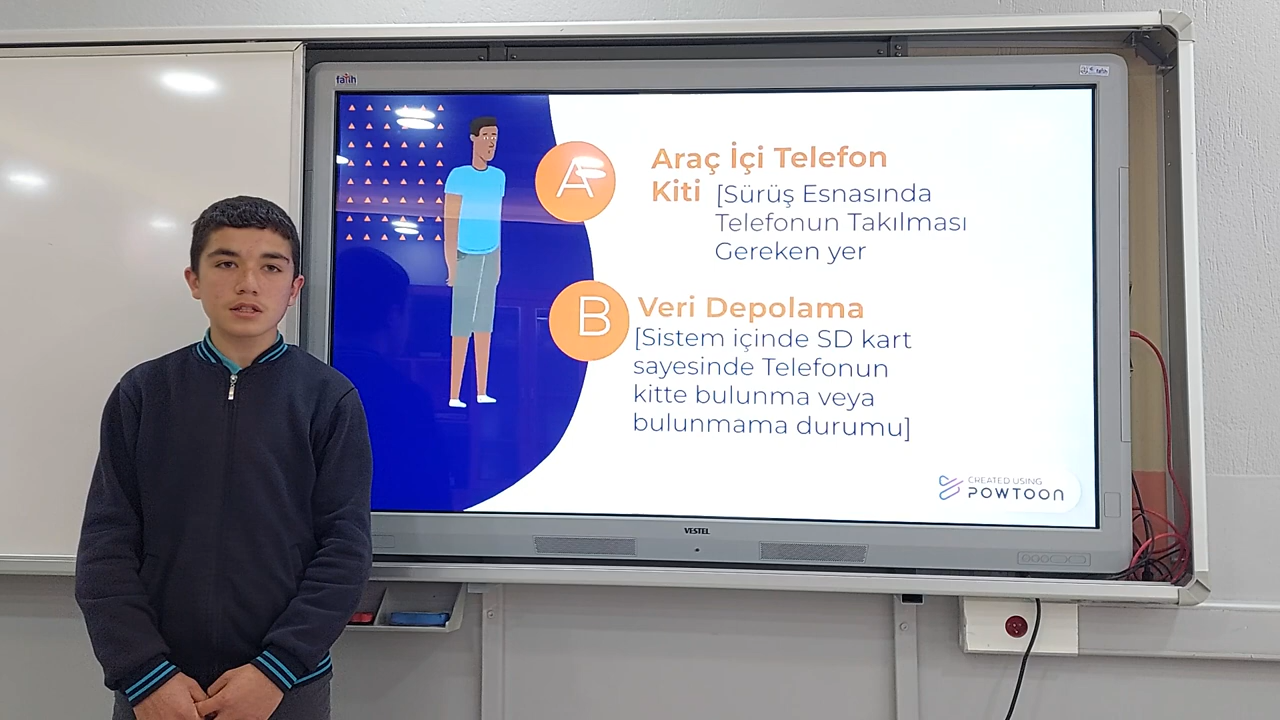 fatih
A
Araç İçi Telefon
Kiti [Sürüş Esnasında
Telefonun Takılması
Gereken yer
B
Veri Depolama
[Sistem içinde SD kart
sayesinde Telefonun
kitte bulunma veya
bulunmama durumu]
CREATED USING
POWTOON
VESTEL